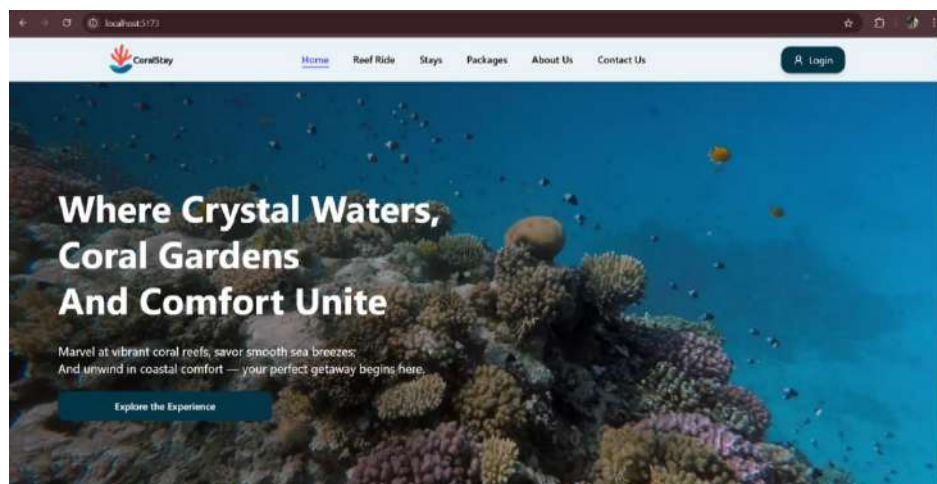 localhost:5173
CoralStay
Home
Reef Ride
Stays
Packages
About Us
Contact Us
Login
Where Crystal Waters,
Coral Gardens
And Comfort Unite
Marvel at vibrant coral reefs, savor smooth sea breezes;
And unwind in coastal comfort — your perfect getaway begins here.
Explore the Experience